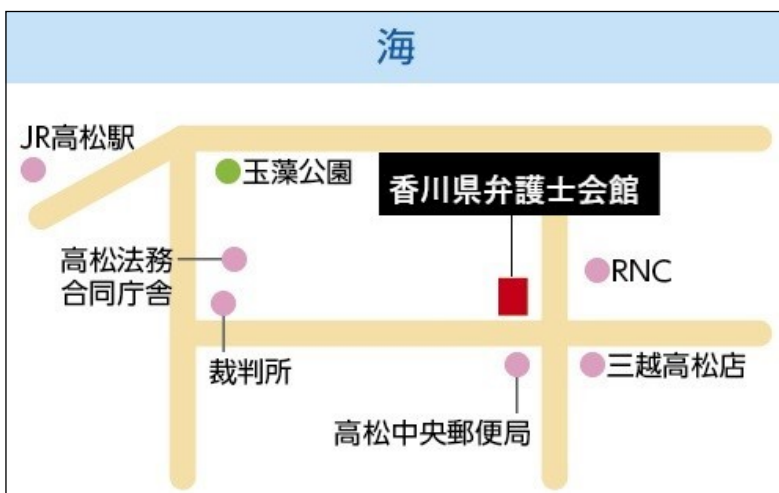 海
JR高松駅
玉藻公園
香川県弁護士会館
高松法務
合同庁舎
RNC
裁判所
三越高松店
高松中央郵便局